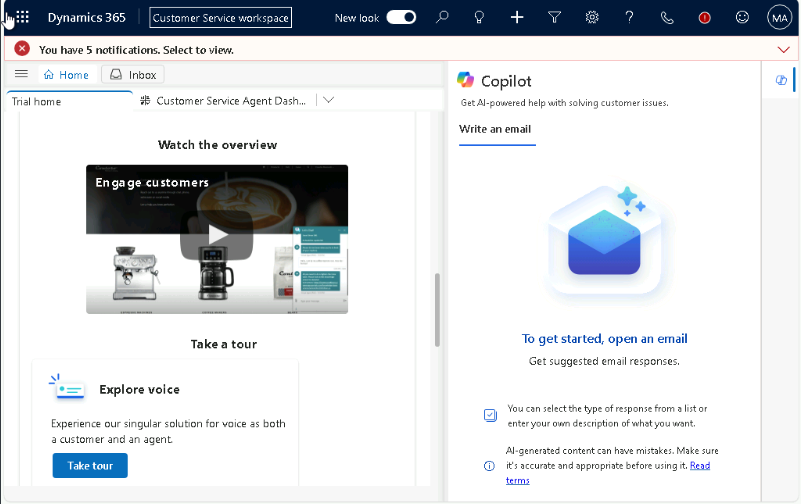 Dynamics 365 Customer Service workspace New look MA
You have 5 notifications. Select to view.
Home Inbox
Trial home Customer Service Agent Dash...
Watch the overview
Engage customers
Take a tour
Explore voice
Experience our singular solution for voice as both
a customer and an agent.
Take tour
Copilot
Get AI-powered help with solving customer issues.
Write an email
To get started, open an email
Get suggested email responses.
You can select the type of response from a list or
enter your own description of what you want.
AI-generated content can have mistakes. Make sure
it's accurate and appropriate before using it. Read
terms